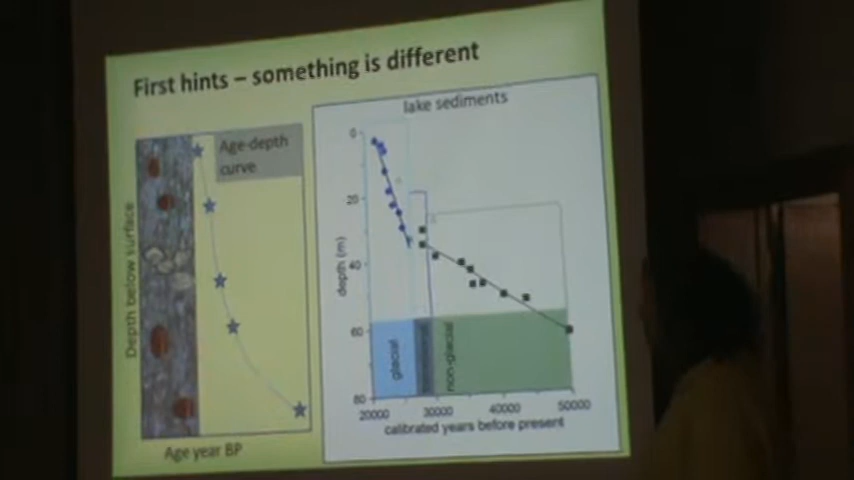 First hints – something is different
Age-depth
curve
Depth below surface
Age year BP
lake sediments
0
20
40
60
80
depth (m)
glacial
non-glacial
20000
30000
40000
50000
calibrated years before present